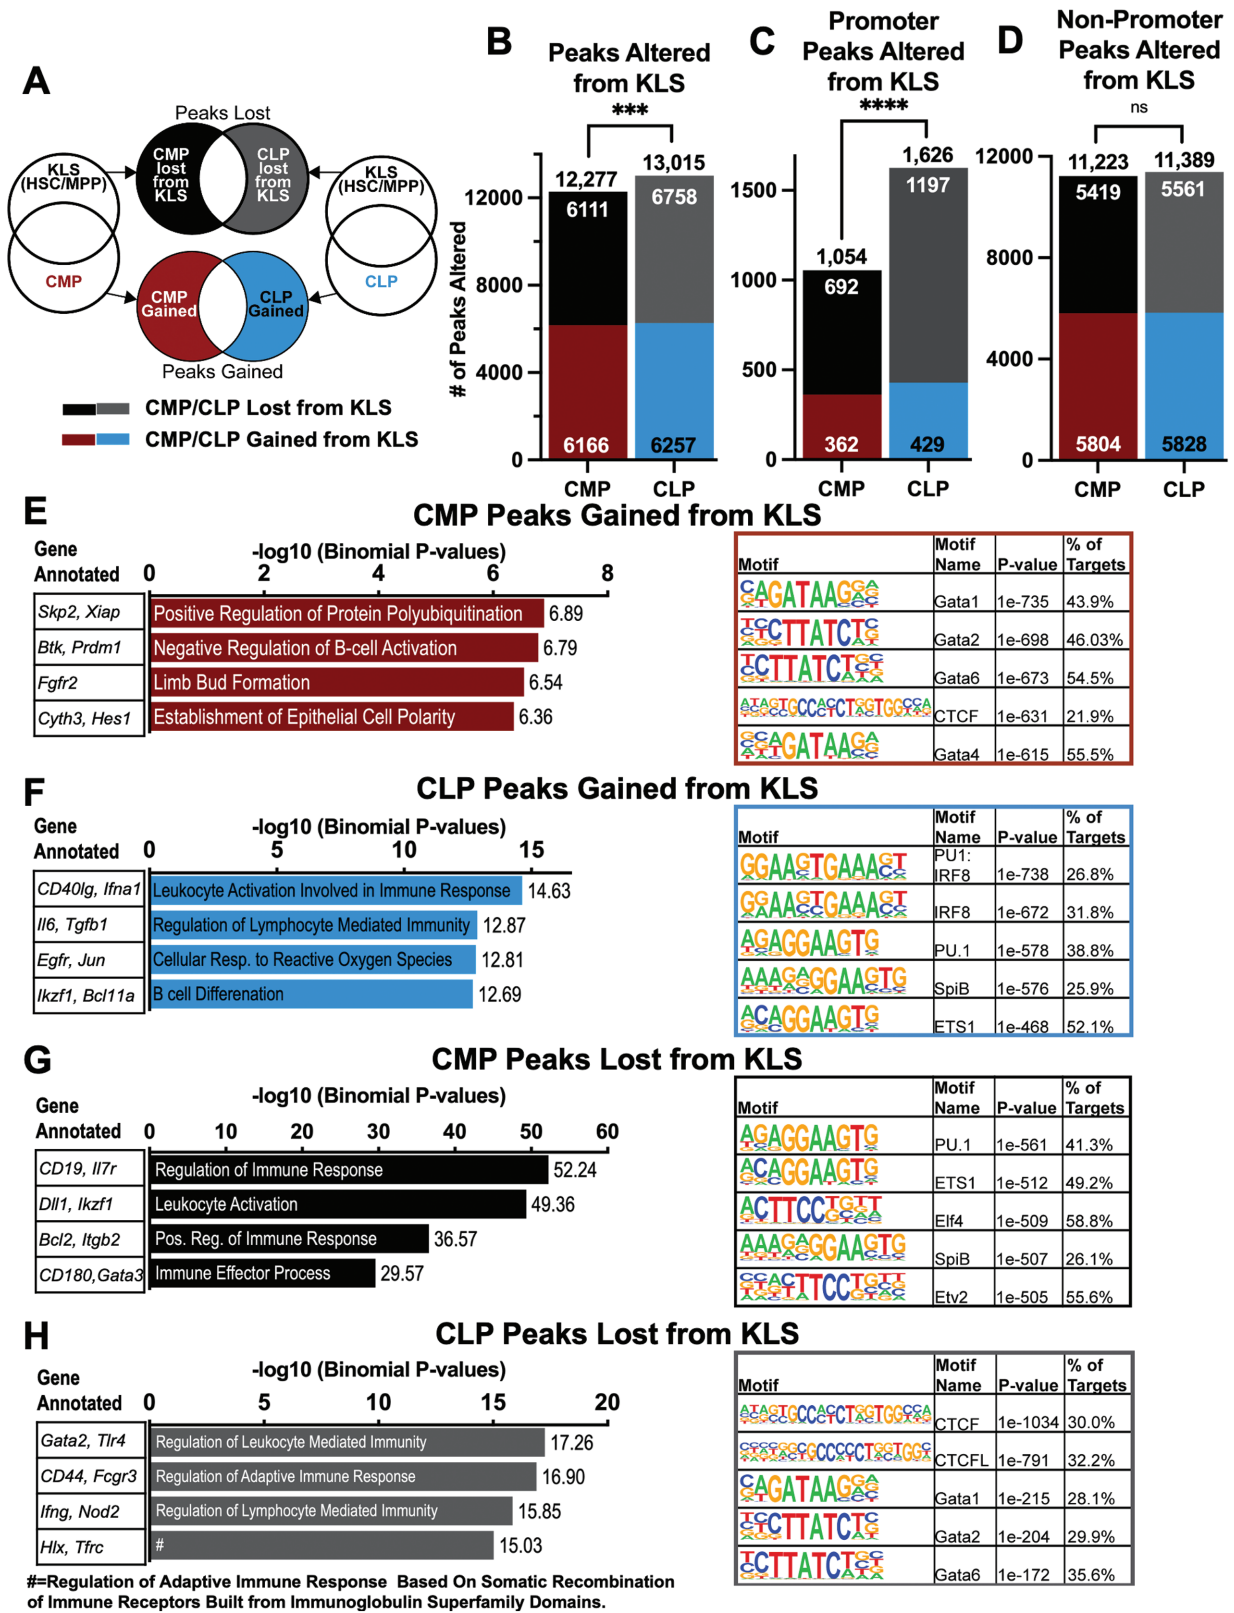 A
Peaks Lost
KLS
(HSC/MPP)
CMP
lost
from
KLS
CLP
lost
from
KLS
KLS
(HSC/MPP)
CMP
CMP
Gained
CLP
Gained
CLP
Peaks Gained
CMP/CLP Lost from KLS
CMP/CLP Gained from KLS
B
Peaks Altered
from KLS
***
# of Peaks Altered
12000
8000
4000
0
12,277
6111
6166
CMP
13,015
6758
6257
CLP
C
Promoter
Peaks Altered
from KLS
****
1500
1000
500
0
1,054
692
362
CMP
1,626
1197
429
CLP
D
Non-Promoter
Peaks Altered
from KLS
ns
12000
8000
4000
0
11,223
5419
5804
CMP
11,389
5561
5828
CLP
E
CMP Peaks Gained from KLS
Gene
Annotated
-log10 (Binomial P-values)
0 2 4 6 8
Skp2, Xiap Positive Regulation of Protein Polyubiquitination 6.89
Btk, Prdm1 Negative Regulation of B-cell Activation 6.79
Fgfr2 Limb Bud Formation 6.54
Cyth3, Hes1 Establishment of Epithelial Cell Polarity 6.36
Motif Motif Name P-value % of Targets
Gata1 1e-735 43.9%
Gata2 1e-698 46.03%
Gata6 1e-673 54.5%
CTCF 1e-631 21.9%
Gata4 1e-615 55.5%
F
CLP Peaks Gained from KLS
Gene
Annotated
-log10 (Binomial P-values)
0 5 10 15
CD40lg, Ifna1 Leukocyte Activation Involved in Immune Response 14.63
Il6, Tgfb1 Regulation of Lymphocyte Mediated Immunity 12.87
Egfr, Jun Cellular Resp. to Reactive Oxygen Species 12.81
Ikzf1, Bcl11a B cell Differenation 12.69
Motif Motif Name P-value % of Targets
PU1: IRF8 1e-738 26.8%
IRF8 1e-672 31.8%
PU.1 1e-578 38.8%
SpiB 1e-576 25.9%
ETS1 1e-468 52.1%
G
CMP Peaks Lost from KLS
Gene
Annotated
-log10 (Binomial P-values)
0 10 20 30 40 50 60
CD19, Il7r Regulation of Immune Response 52.24
Dll1, Ikzf1 Leukocyte Activation 49.36
Bcl2, Itgb2 Pos. Reg. of Immune Response 36.57
CD180,Gata3 Immune Effector Process 29.57
Motif Motif Name P-value % of Targets
PU.1 1e-561 41.3%
ETS1 1e-512 49.2%
Elf4 1e-509 58.8%
SpiB 1e-507 26.1%
Etv2 1e-505 55.6%
H
CLP Peaks Lost from KLS
Gene
Annotated
-log10 (Binomial P-values)
0 5 10 15 20
Gata2, Tlr4 Regulation of Leukocyte Mediated Immunity 17.26
CD44, Fcgr3 Regulation of Adaptive Immune Response 16.90
Ifng, Nod2 Regulation of Lymphocyte Mediated Immunity 15.85
Hlx, Tfrc # 15.03
Motif Motif Name P-value % of Targets
CTCF 1e-1034 30.0%
CTCFL 1e-791 32.2%
Gata1 1e-215 28.1%
Gata2 1e-204 29.9%
Gata6 1e-172 35.6%
#=Regulation of Adaptive Immune Response Based On Somatic Recombination
of Immune Receptors Built from Immunoglobulin Superfamily Domains.